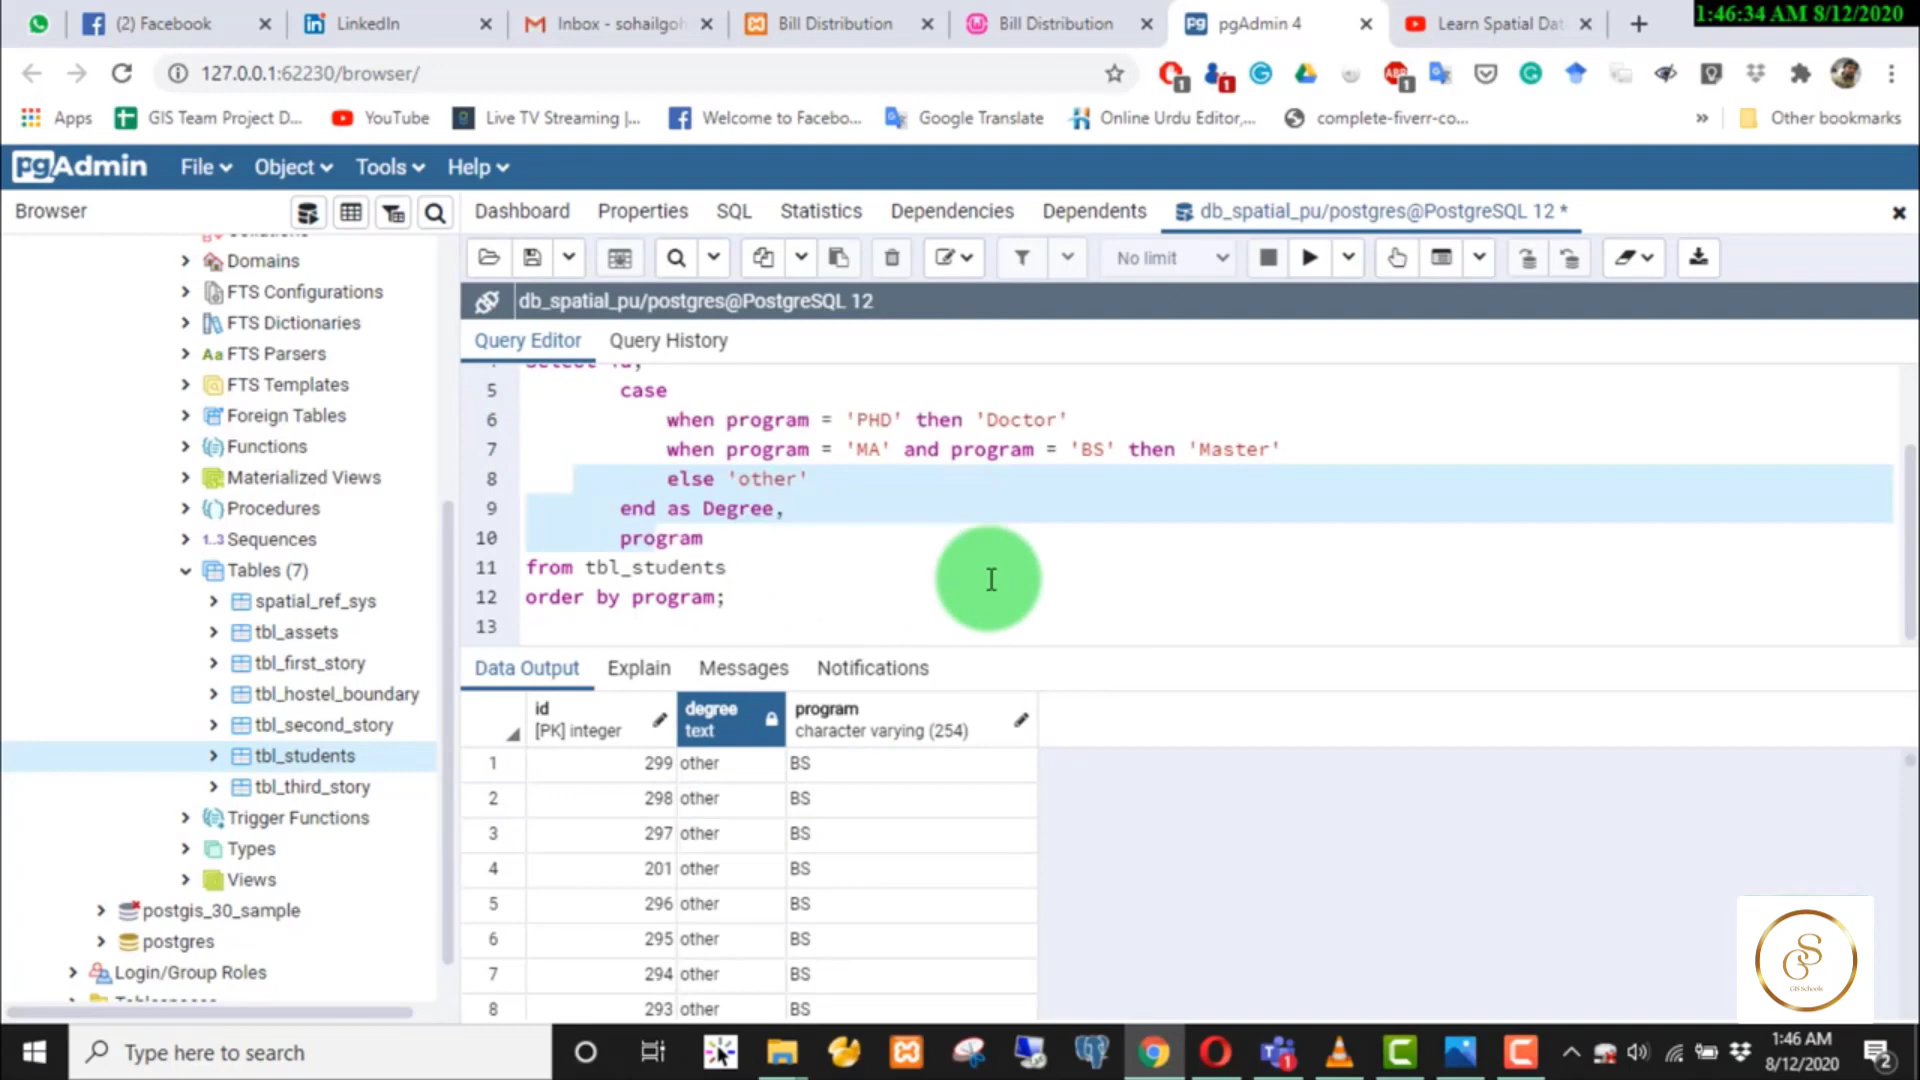 (2) Facebook
LinkedIn
Inbox - sohailgoh
Bill Distribution
Bill Distribution
pgAdmin 4
Learn Spatial Dat
1:46:34 AM 8/12/2020
127.0.0.1:62230/browser/
Apps
GIS Team Project D...
YouTube
Live TV Streaming |...
Welcome to Facebo...
Google Translate
Online Urdu Editor,...
complete-fiverr-co...
Other bookmarks
pgAdmin
File
Object
Tools
Help
Browser
Dashboard
Properties
SQL
Statistics
Dependencies
Dependents
db_spatial_pu/postgres@PostgreSQL 12 *
No limit
db_spatial_pu/postgres@PostgreSQL 12
Query Editor
Query History
Domains
FTS Configurations
FTS Dictionaries
Aa FTS Parsers
FTS Templates
Foreign Tables
Functions
Materialized Views
Procedures
1..3 Sequences
Tables (7)
spatial_ref_sys
tbl_assets
tbl_first_story
tbl_hostel_boundary
tbl_second_story
tbl_students
tbl_third_story
Trigger Functions
Types
Views
postgis_30_sample
postgres
Login/Group Roles
5 case
6 when program = 'PHD' then 'Doctor'
7 when program = 'MA' and program = 'BS' then 'Master'
8 else 'other'
9 end as Degree,
10 program
11 from tbl_students
12 order by program;
13
Data Output
Explain
Messages
Notifications
id degree program
[PK] integer text character varying (254)
1 299 other BS
2 298 other BS
3 297 other BS
4 201 other BS
5 296 other BS
6 295 other BS
7 294 other BS
8 293 other BS
GIS Schools
Type here to search
1:46 AM
8/12/2020